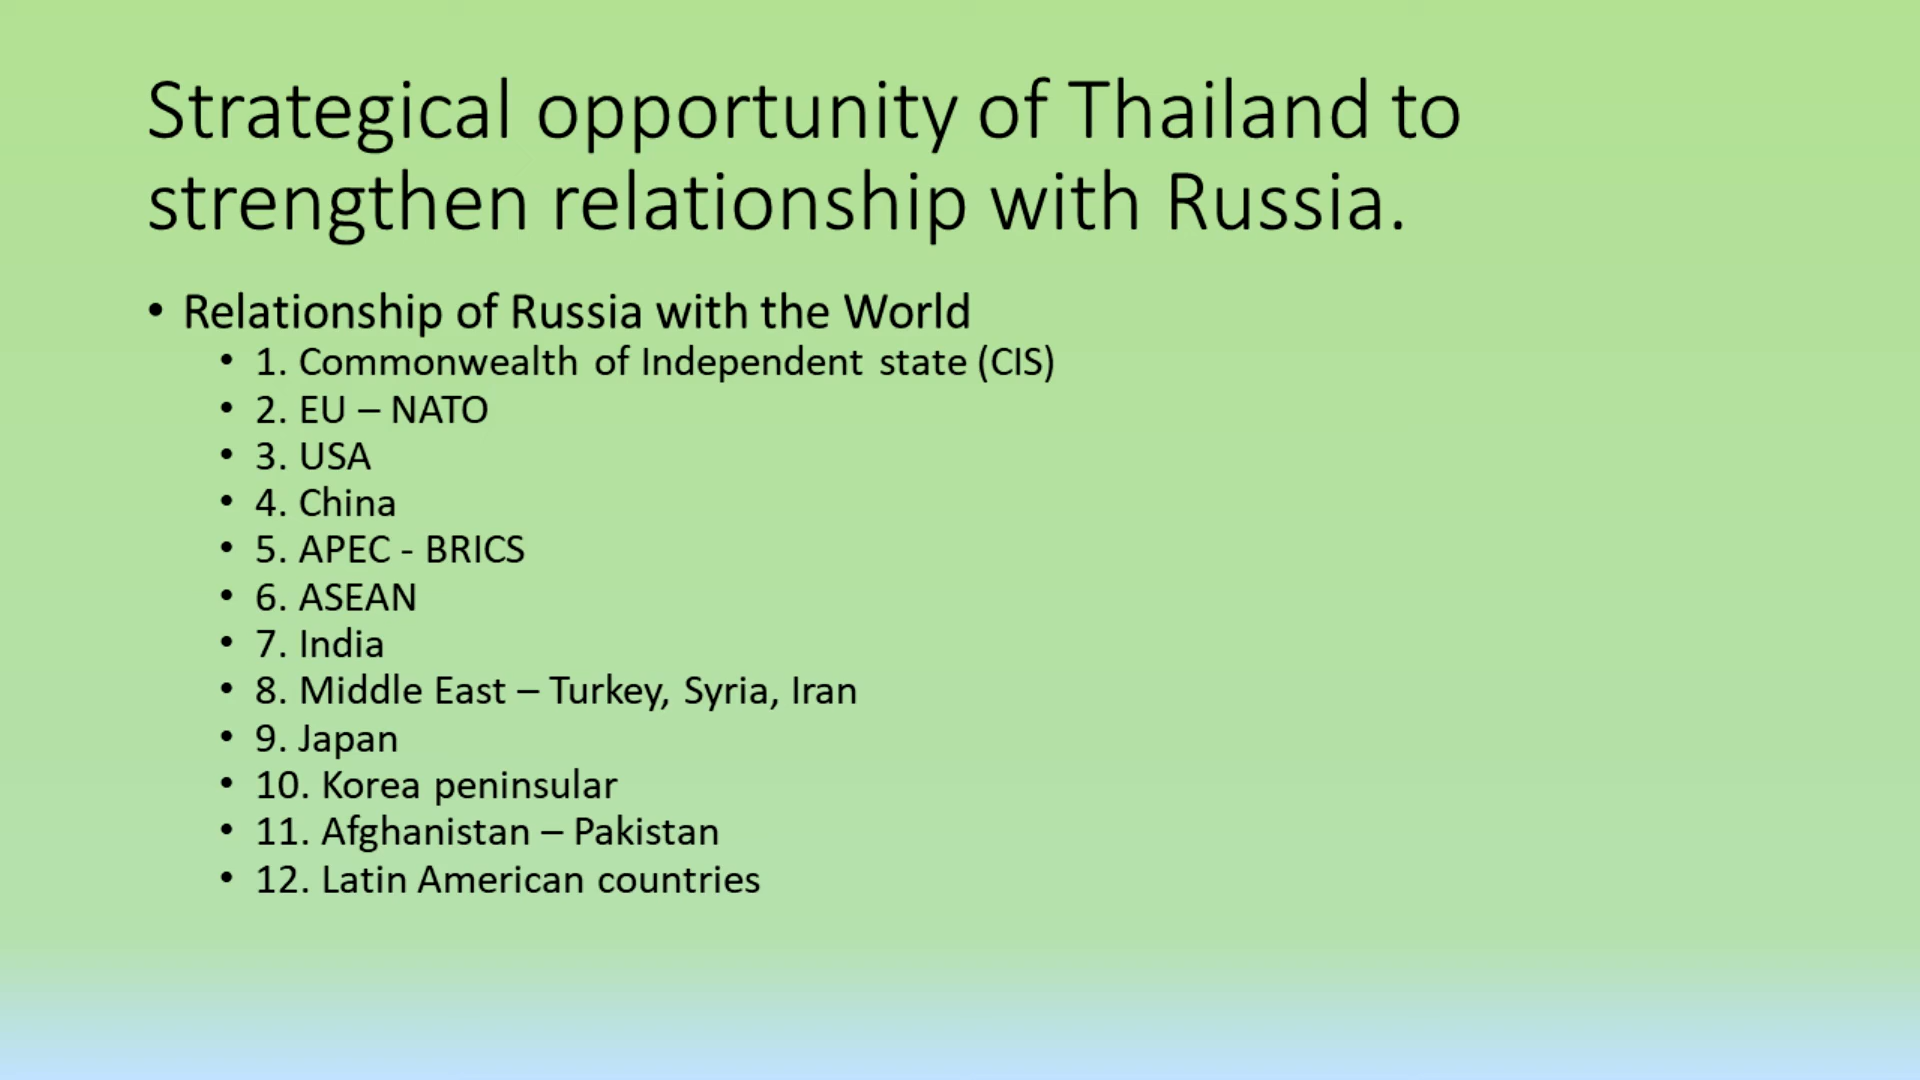 Strategical opportunity of Thailand to
strengthen relationship with Russia.
• Relationship of Russia with the World
• 1. Commonwealth of Independent state (CIS)
• 2. EU – NATO
• 3. USA
• 4. China
• 5. APEC - BRICS
• 6. ASEAN
• 7. India
• 8. Middle East – Turkey, Syria, Iran
• 9. Japan
• 10. Korea peninsular
• 11. Afghanistan – Pakistan
• 12. Latin American countries